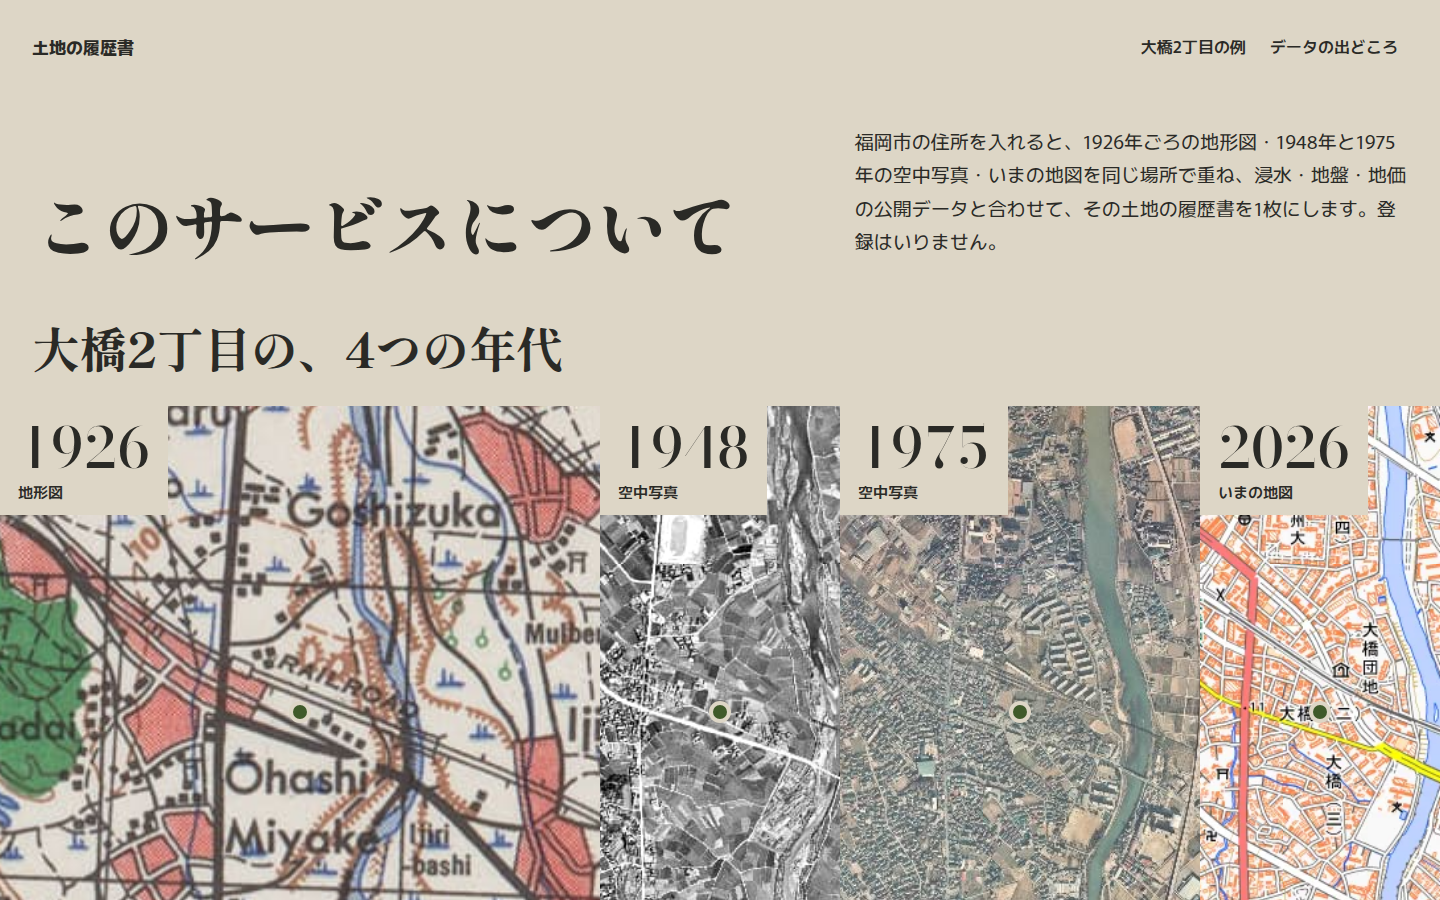 土地の履歴書
大橋2丁目の例 データの出どころ
福岡市の住所を入れると、1926年ごろの地形図・1948年と1975
年の空中写真・いまの地図を同じ場所で重ね、浸水・地盤・地価
の公開データと合わせて、その土地の履歴書を1枚にします。登
録はいりません。
このサービスについて
大橋2丁目の、4つの年代
1926
地形図
1948
空中写真
1975
空中写真
2026
いまの地図
aru
Goshizuka
10
Mulber
RAILROAD
adai
Ohashi
Miyake
Ijiri
-bashi
州
大
四)
大橋団地
11
大橋
二)
大橋
(三)